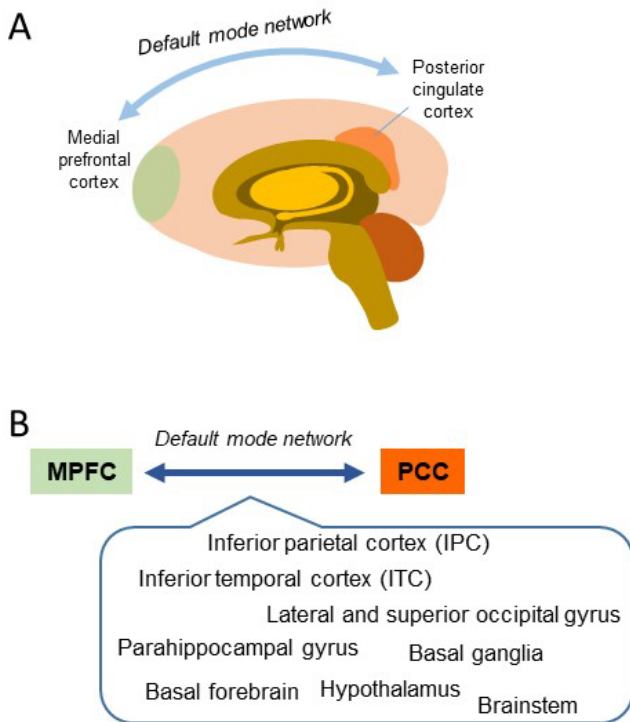 A
Default mode network
Posterior
cingulate
cortex
Medial
prefrontal
cortex
B
Default mode network
MPFC
PCC
Inferior parietal cortex (IPC)
Inferior temporal cortex (ITC)
Lateral and superior occipital gyrus
Parahippocampal gyrus
Basal ganglia
Basal forebrain
Hypothalamus
Brainstem